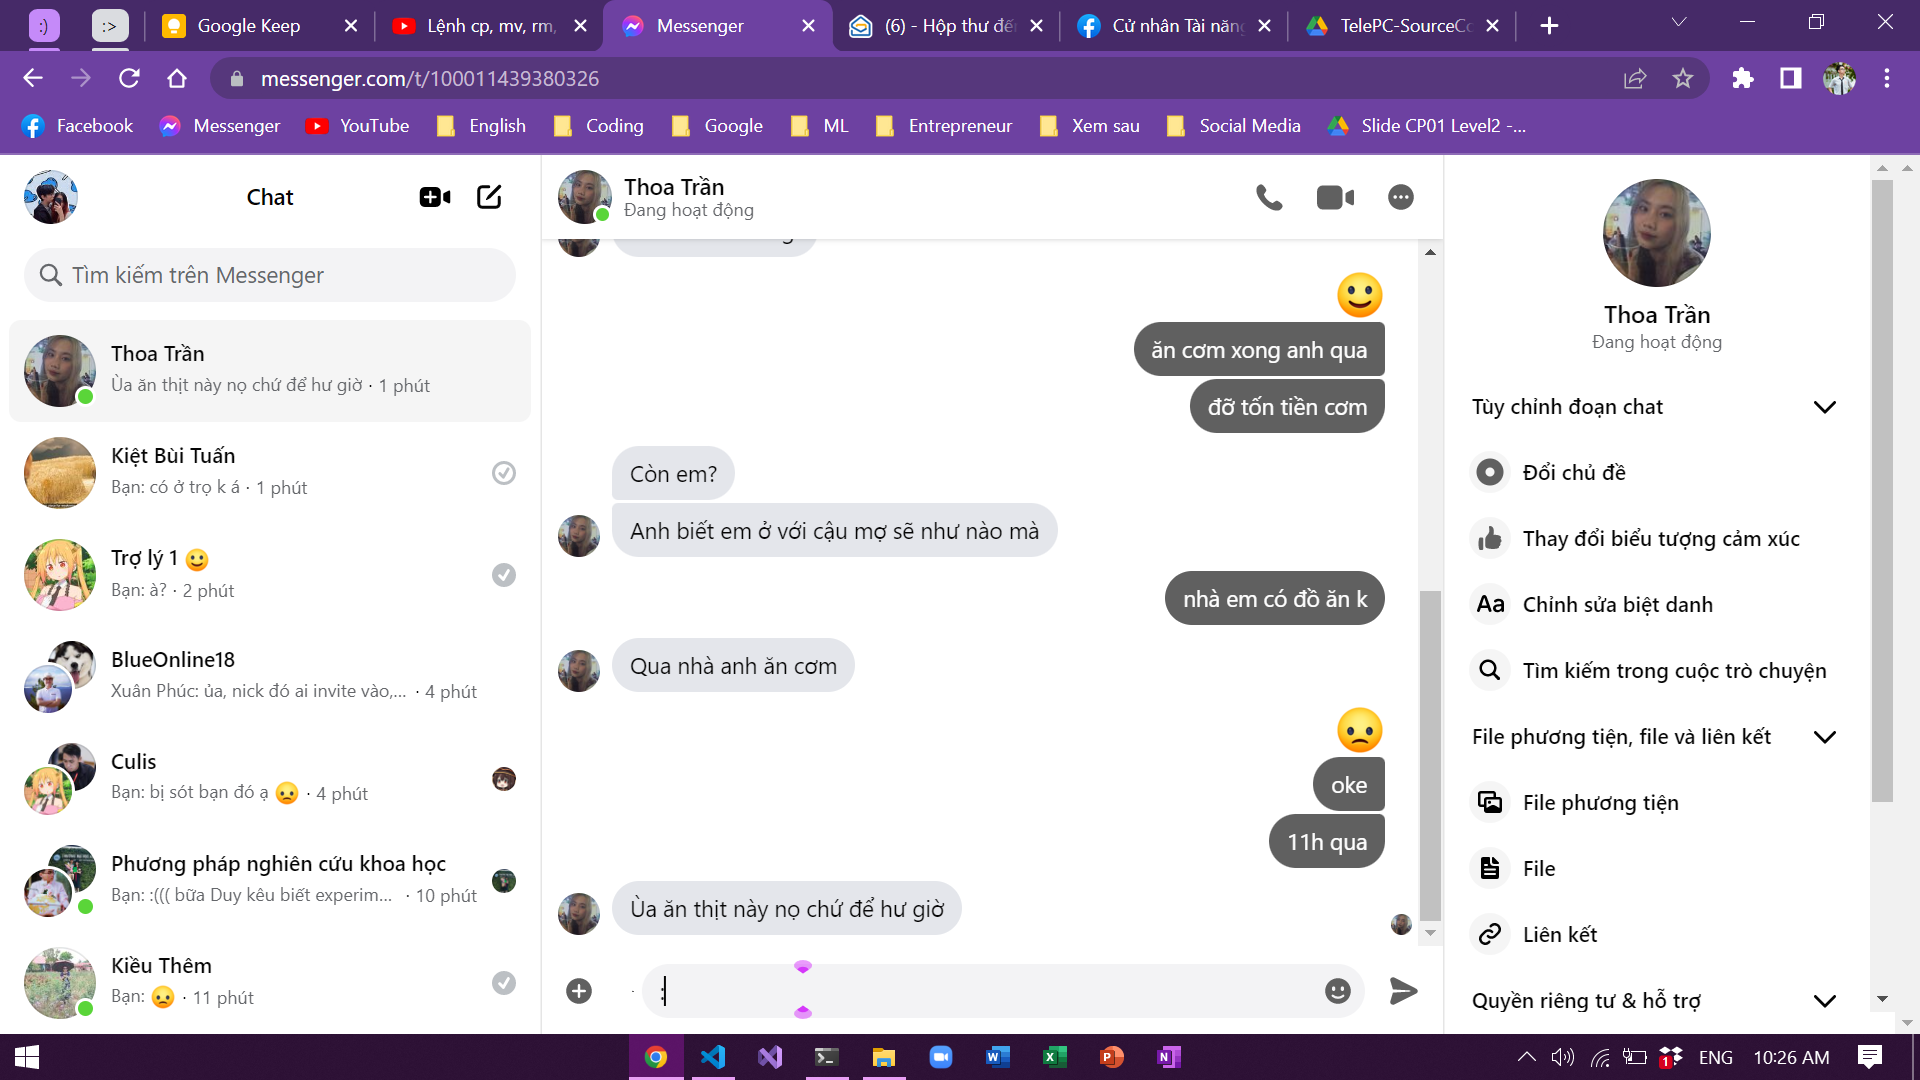 :)
:>
Google Keep
Lệnh cp, mv, rm,
Messenger
(6) - Hộp thư đế
Cử nhân Tài năng
TelePC-SourceCo
messenger.com/t/100011439380326
Facebook
Messenger
YouTube
English
Coding
Google
ML
Entrepreneur
Xem sau
Social Media
Slide CP01 Level2 -...
Chat
Tìm kiếm trên Messenger
Thoa Trần
Ùa ăn thịt này nọ chứ để hư giờ · 1 phút
Kiệt Bùi Tuấn
Bạn: có ở trọ k á · 1 phút
Trợ lý 1 🙂
Bạn: à? · 2 phút
BlueOnline18
Xuân Phúc: ủa, nick đó ai invite vào,... · 4 phút
Culis
Bạn: bị sót bạn đó ạ 🙁 · 4 phút
Phương pháp nghiên cứu khoa học
Bạn: :((( bữa Duy kêu biết experim... · 10 phút
Kiều Thêm
Bạn: 🙁 · 11 phút
Thoa Trần
Đang hoạt động
🙂
ăn cơm xong anh qua
đỡ tốn tiền cơm
Còn em?
Anh biết em ở với cậu mợ sẽ như nào mà
nhà em có đồ ăn k
Qua nhà anh ăn cơm
🙁
oke
11h qua
Ùa ăn thịt này nọ chứ để hư giờ
:
Thoa Trần
Đang hoạt động
Tùy chỉnh đoạn chat
Đổi chủ đề
Thay đổi biểu tượng cảm xúc
Aa Chỉnh sửa biệt danh
Tìm kiếm trong cuộc trò chuyện
File phương tiện, file và liên kết
File phương tiện
File
Liên kết
Quyền riêng tư & hỗ trợ
1
ENG
10:26 AM